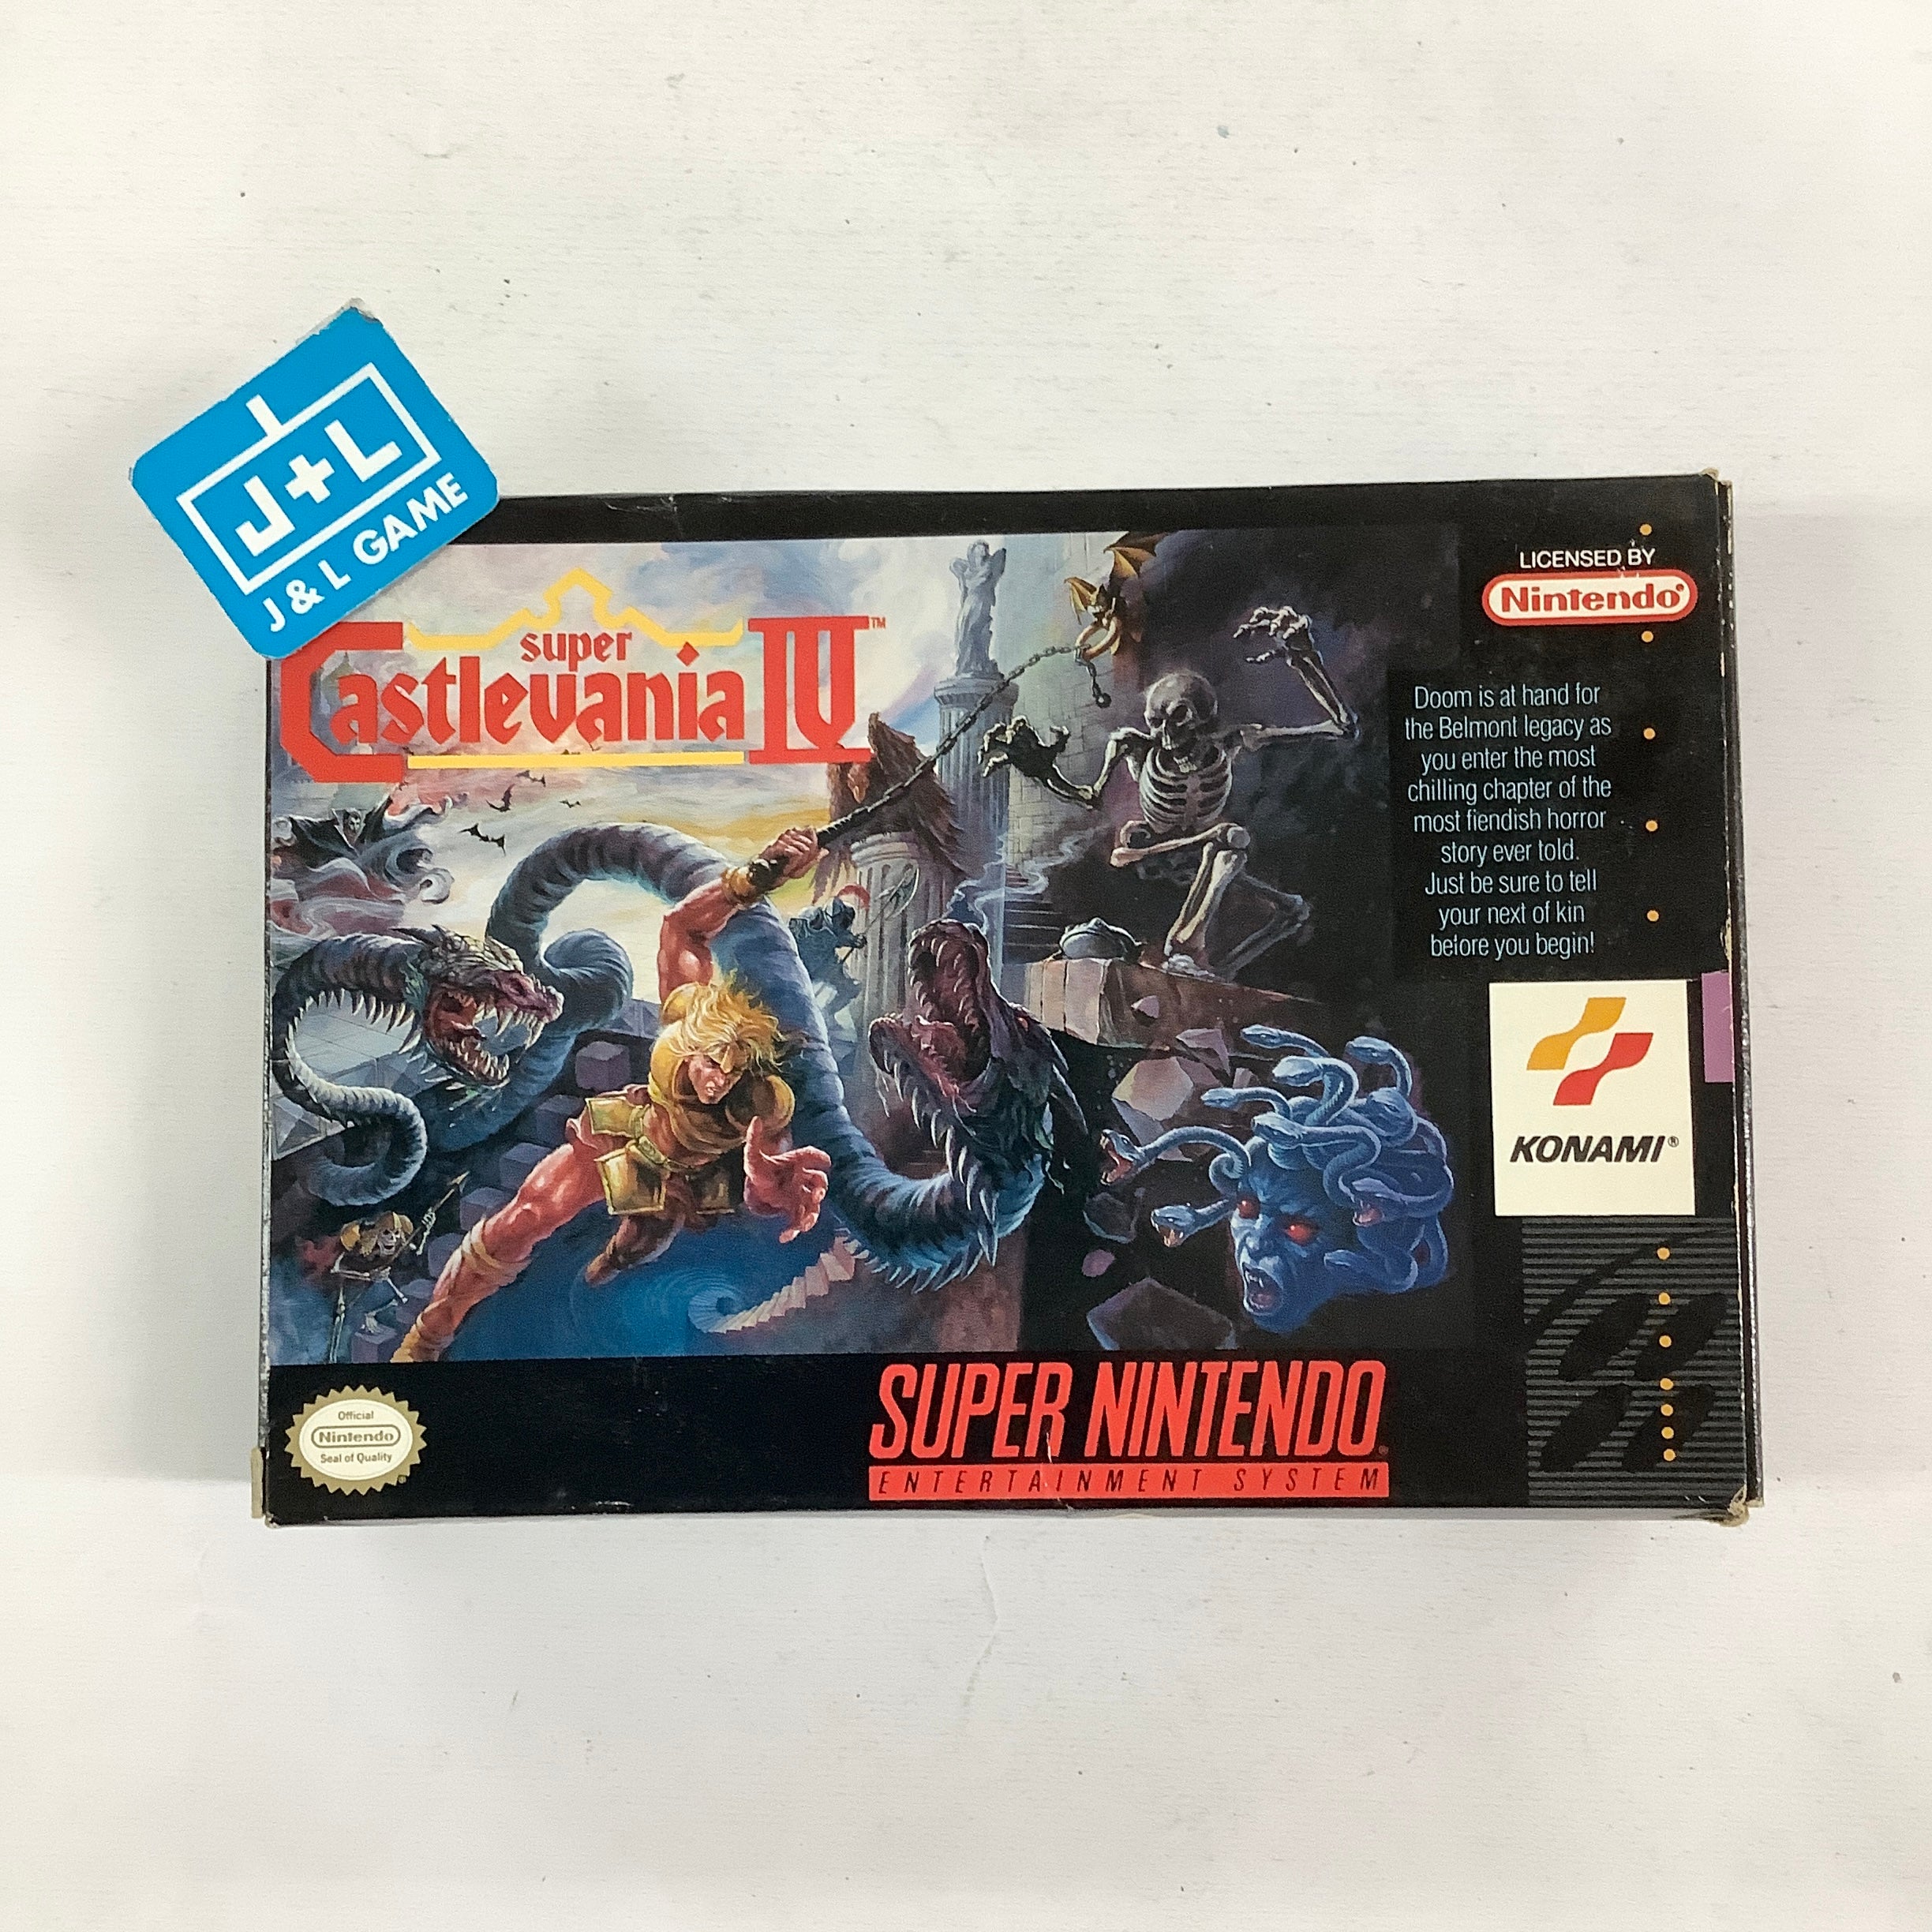 J+L
J & L GAME
super
Castlevania IV™
LICENSED BY
Nintendo®
Doom is at hand for
the Belmont legacy as
you enter the most
chilling chapter of the
most fiendish horror
story ever told.
Just be sure to tell
your next of kin
before you begin!
KONAMI®
Official
Nintendo
Seal of Quality
SUPER NINTENDO®
ENTERTAINMENT SYSTEM